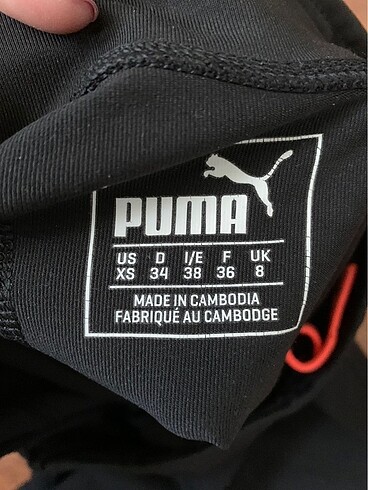 PUMA
US D I/E F UK
XS 34 38 36 8
MADE IN CAMBODIA
FABRIQUÉ AU CAMBODGE